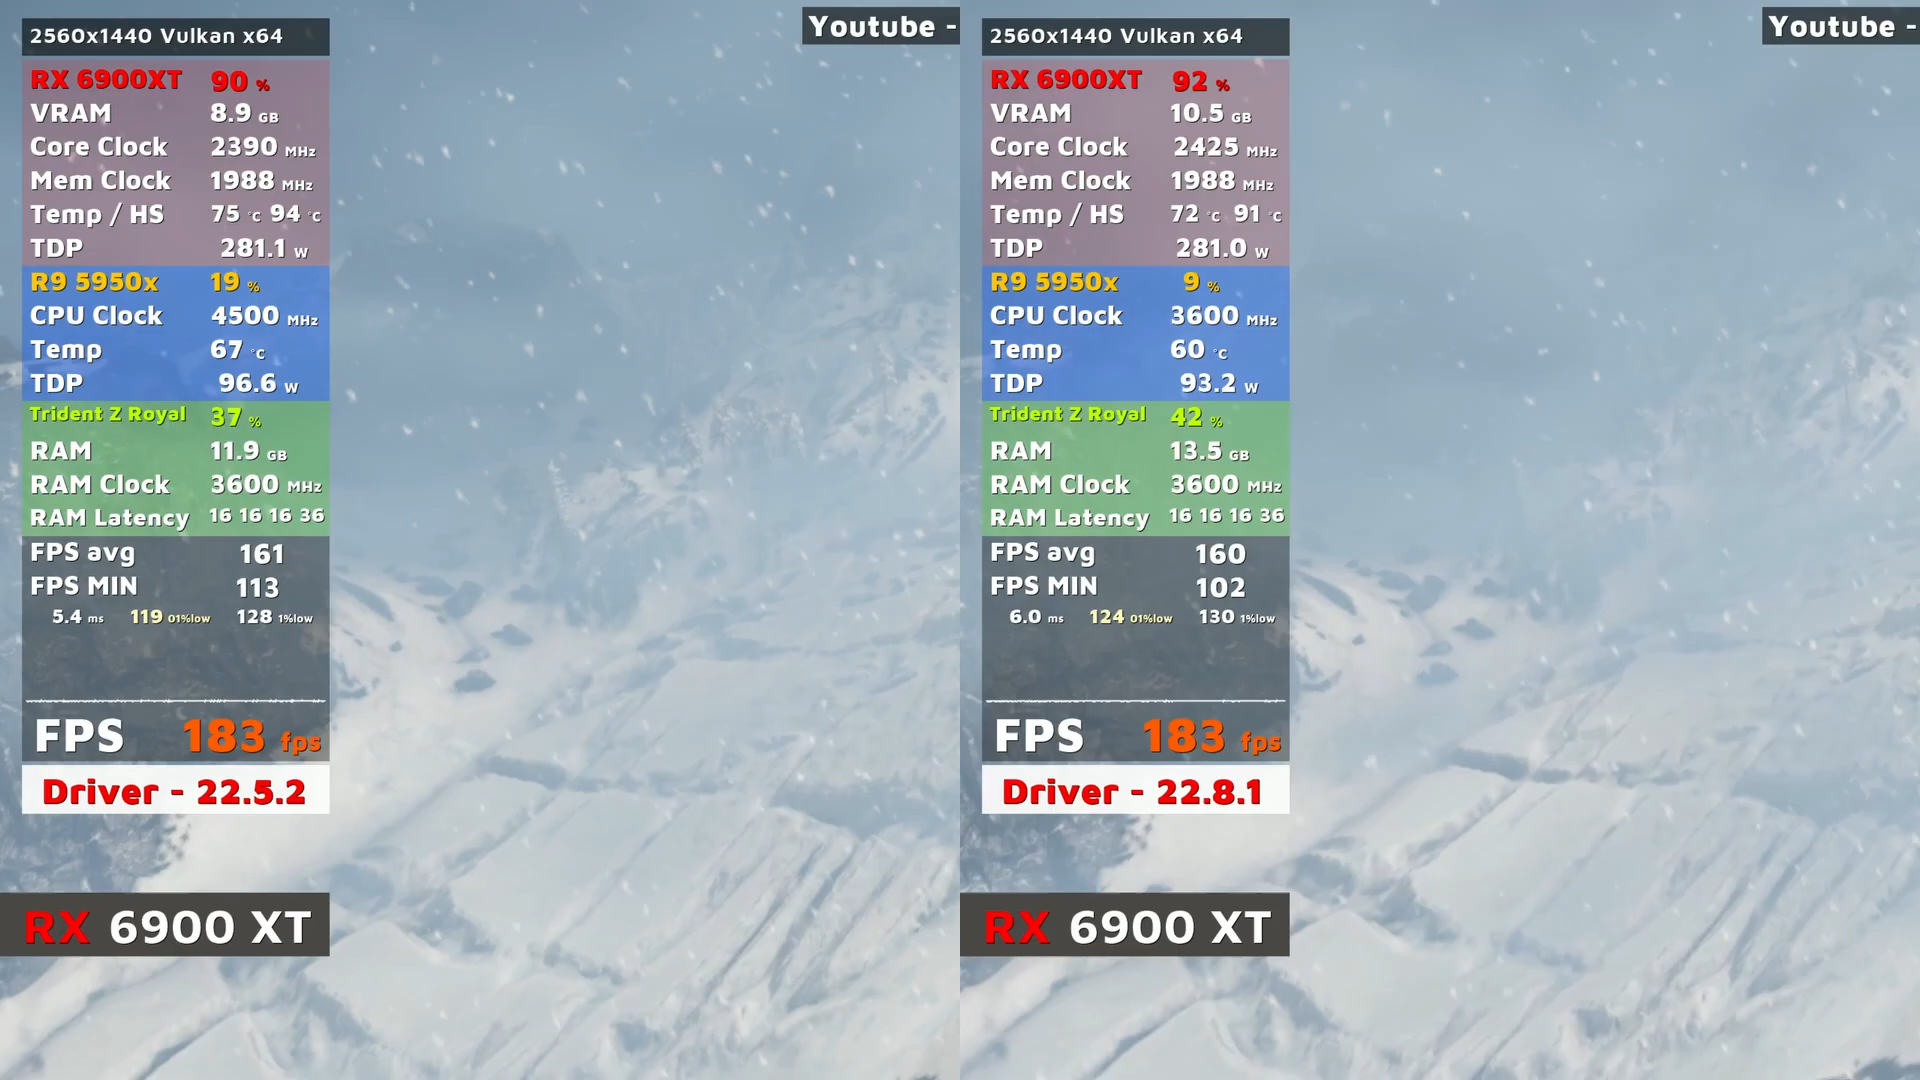 2560x1440 Vulkan x64
Youtube -
RX 6900XT 90 %
VRAM 8.9 GB
Core Clock 2390 MHz
Mem Clock 1988 MHz
Temp / HS 75 °C 94 °C
TDP 281.1 W
R9 5950x 19 %
CPU Clock 4500 MHz
Temp 67 °C
TDP 96.6 W
Trident Z Royal 37 %
RAM 11.9 GB
RAM Clock 3600 MHz
RAM Latency 16 16 16 36
FPS avg 161
FPS MIN 113
5.4 ms 119 01%low 128 1%low
FPS 183 fps
Driver - 22.5.2
RX 6900 XT
2560x1440 Vulkan x64
Youtube -
RX 6900XT 92 %
VRAM 10.5 GB
Core Clock 2425 MHz
Mem Clock 1988 MHz
Temp / HS 72 °C 91 °C
TDP 281.0 W
R9 5950x 9 %
CPU Clock 3600 MHz
Temp 60 °C
TDP 93.2 W
Trident Z Royal 42 %
RAM 13.5 GB
RAM Clock 3600 MHz
RAM Latency 16 16 16 36
FPS avg 160
FPS MIN 102
6.0 ms 124 01%low 130 1%low
FPS 183 fps
Driver - 22.8.1
RX 6900 XT